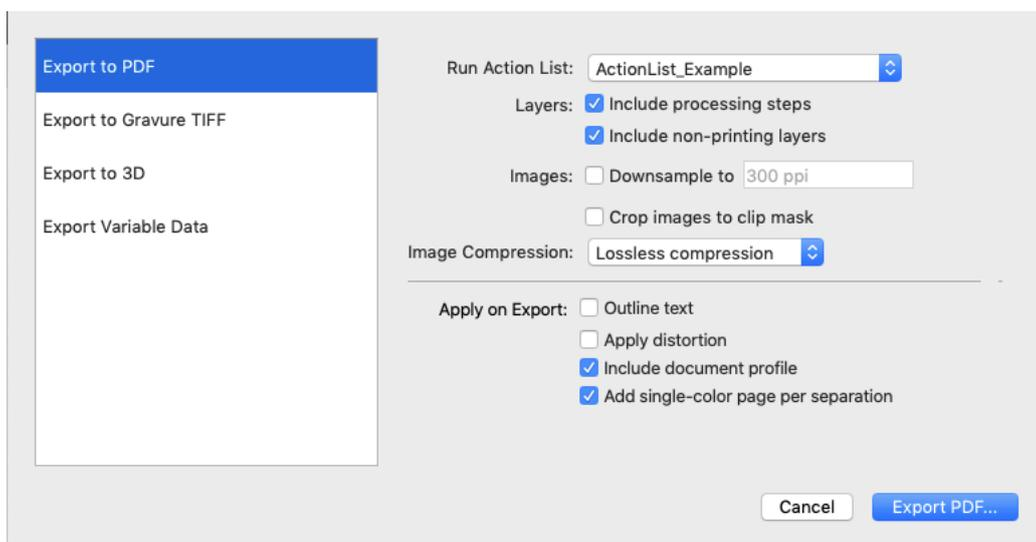 Export to PDF
Export to Gravure TIFF
Export to 3D
Export Variable Data
Run Action List: ActionList_Example
Layers: Include processing steps
Include non-printing layers
Images: Downsample to 300 ppi
Crop images to clip mask
Image Compression: Lossless compression
Apply on Export: Outline text
Apply distortion
Include document profile
Add single-color page per separation
Cancel Export PDF...